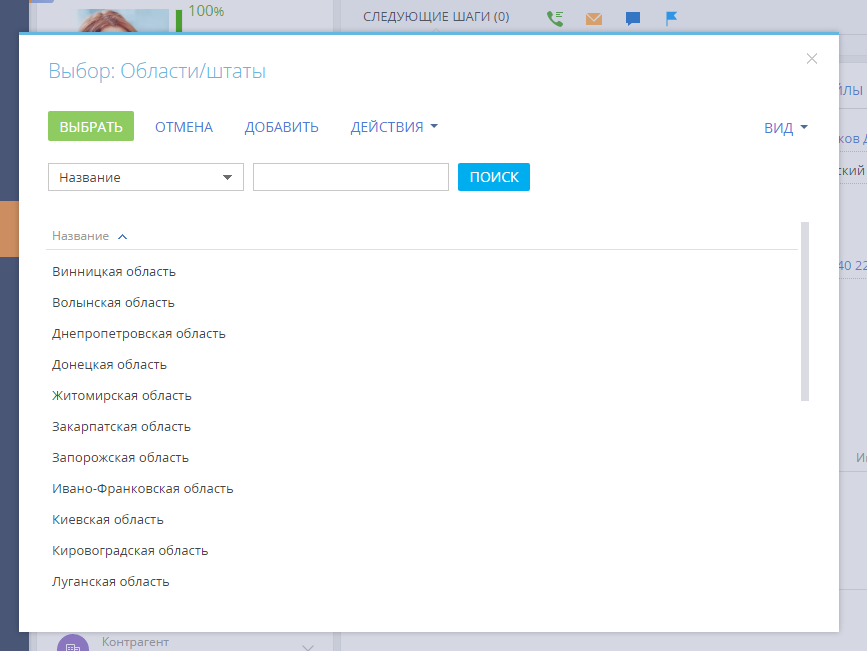 100%
СЛЕДУЮЩИЕ ШАГИ (0)
Выбор: Области/штаты
ВЫБРАТЬ ОТМЕНА ДОБАВИТЬ ДЕЙСТВИЯ ВИД
Название ПОИСК
Название
Винницкая область
Волынская область
Днепропетровская область
Донецкая область
Житомирская область
Закарпатская область
Запорожская область
Ивано-Франковская область
Киевская область
Кировоградская область
Луганская область
Контрагент